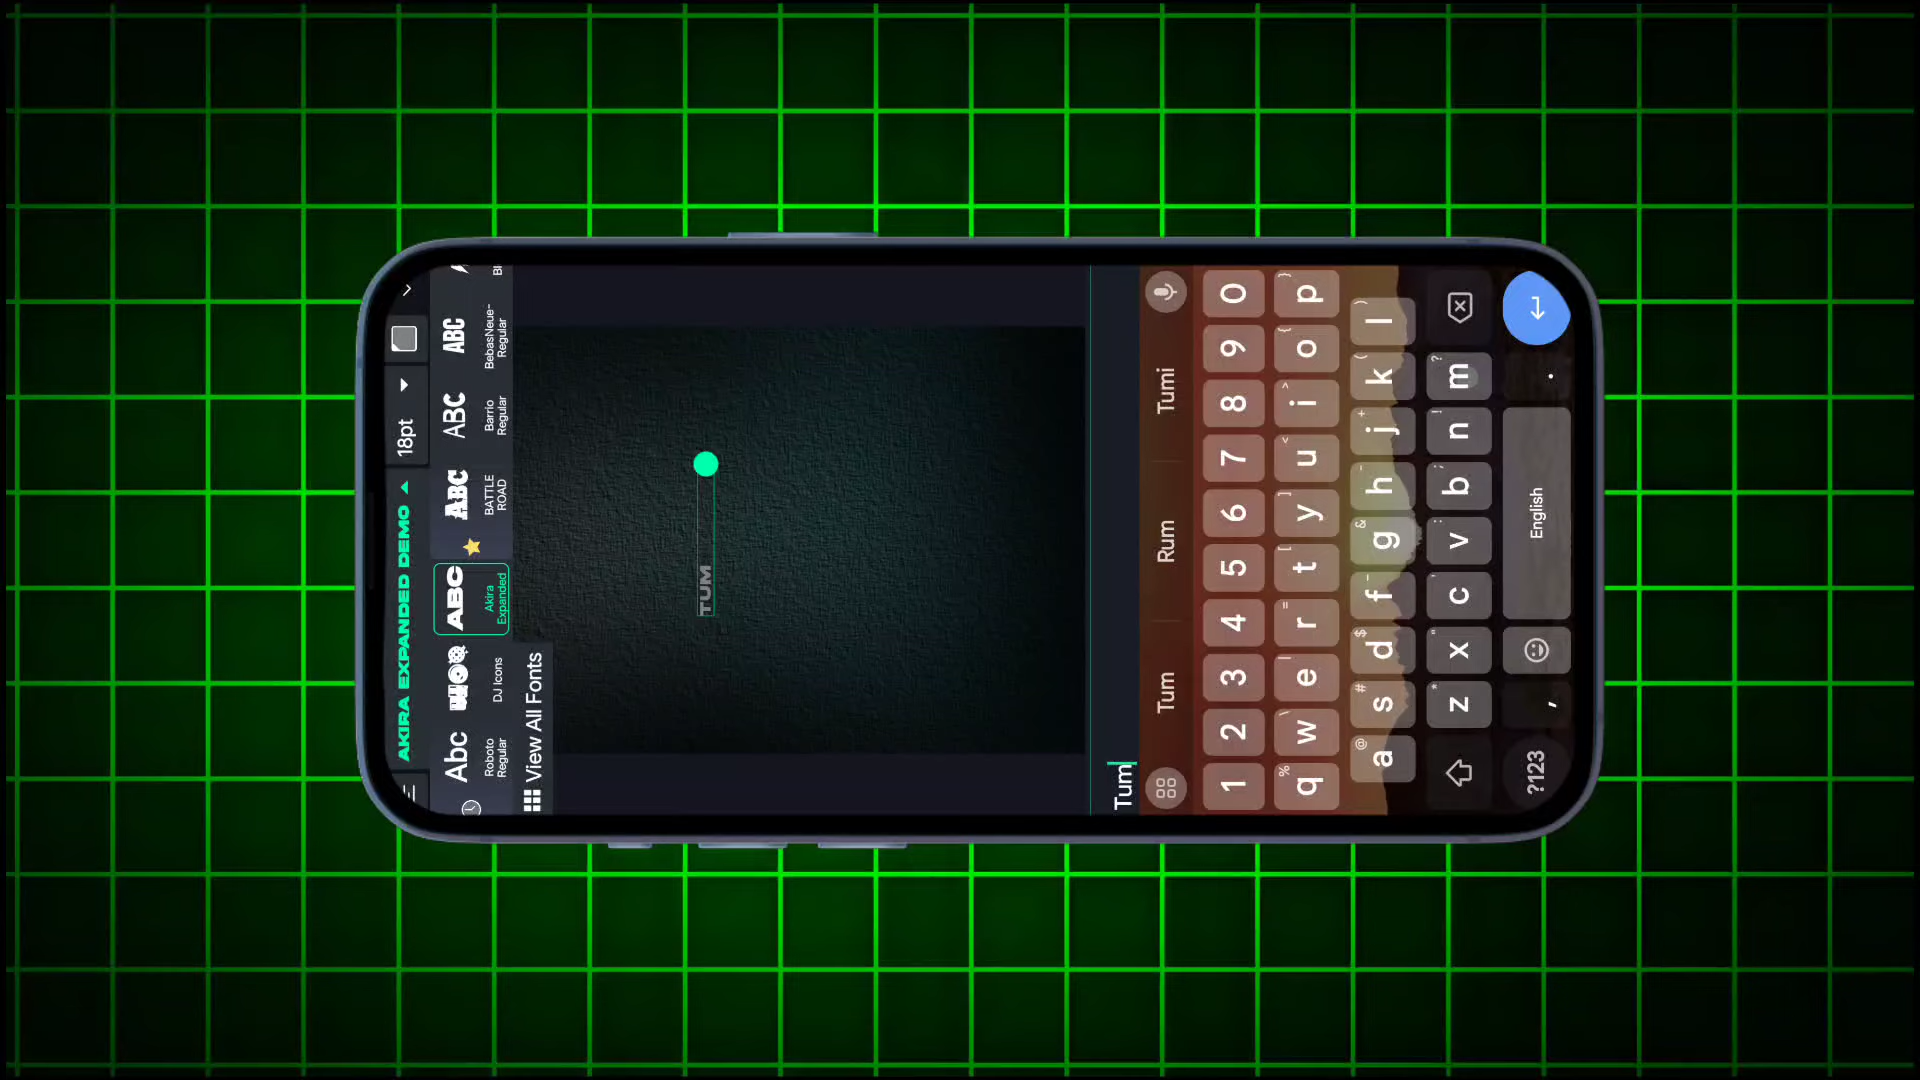 AKIRA EXPANDED DEMO
18pt
Abc
Roboto
Regular
DJ Icons
ABC
Akira
Expanded
ABC
BATTLE
ROAD
ABC
Barrio
Regular
ABC
BebasNeue-
Regular
Bl
View All Fonts
TUM
Tum
Tum
Rum
Tumi
1 2 3 4 5 6 7 8 9 0
q w e r t y u i o p
% \ | = [ ] < > { }
a s d f g h j k l
@ # $ - & - + ( )
z x c v b n m
* " ' : ; ! ?
?123 , English .